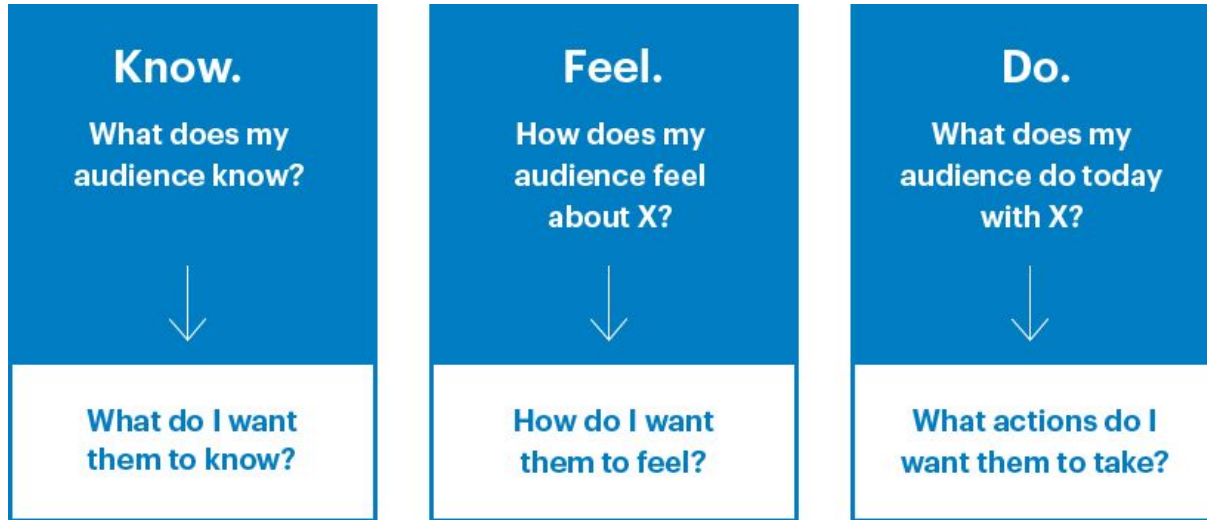 Know.
What does my
audience know?
What do I want
them to know?
Feel.
How does my
audience feel
about X?
How do I want
them to feel?
Do.
What does my
audience do today
with X?
What actions do I
want them to take?